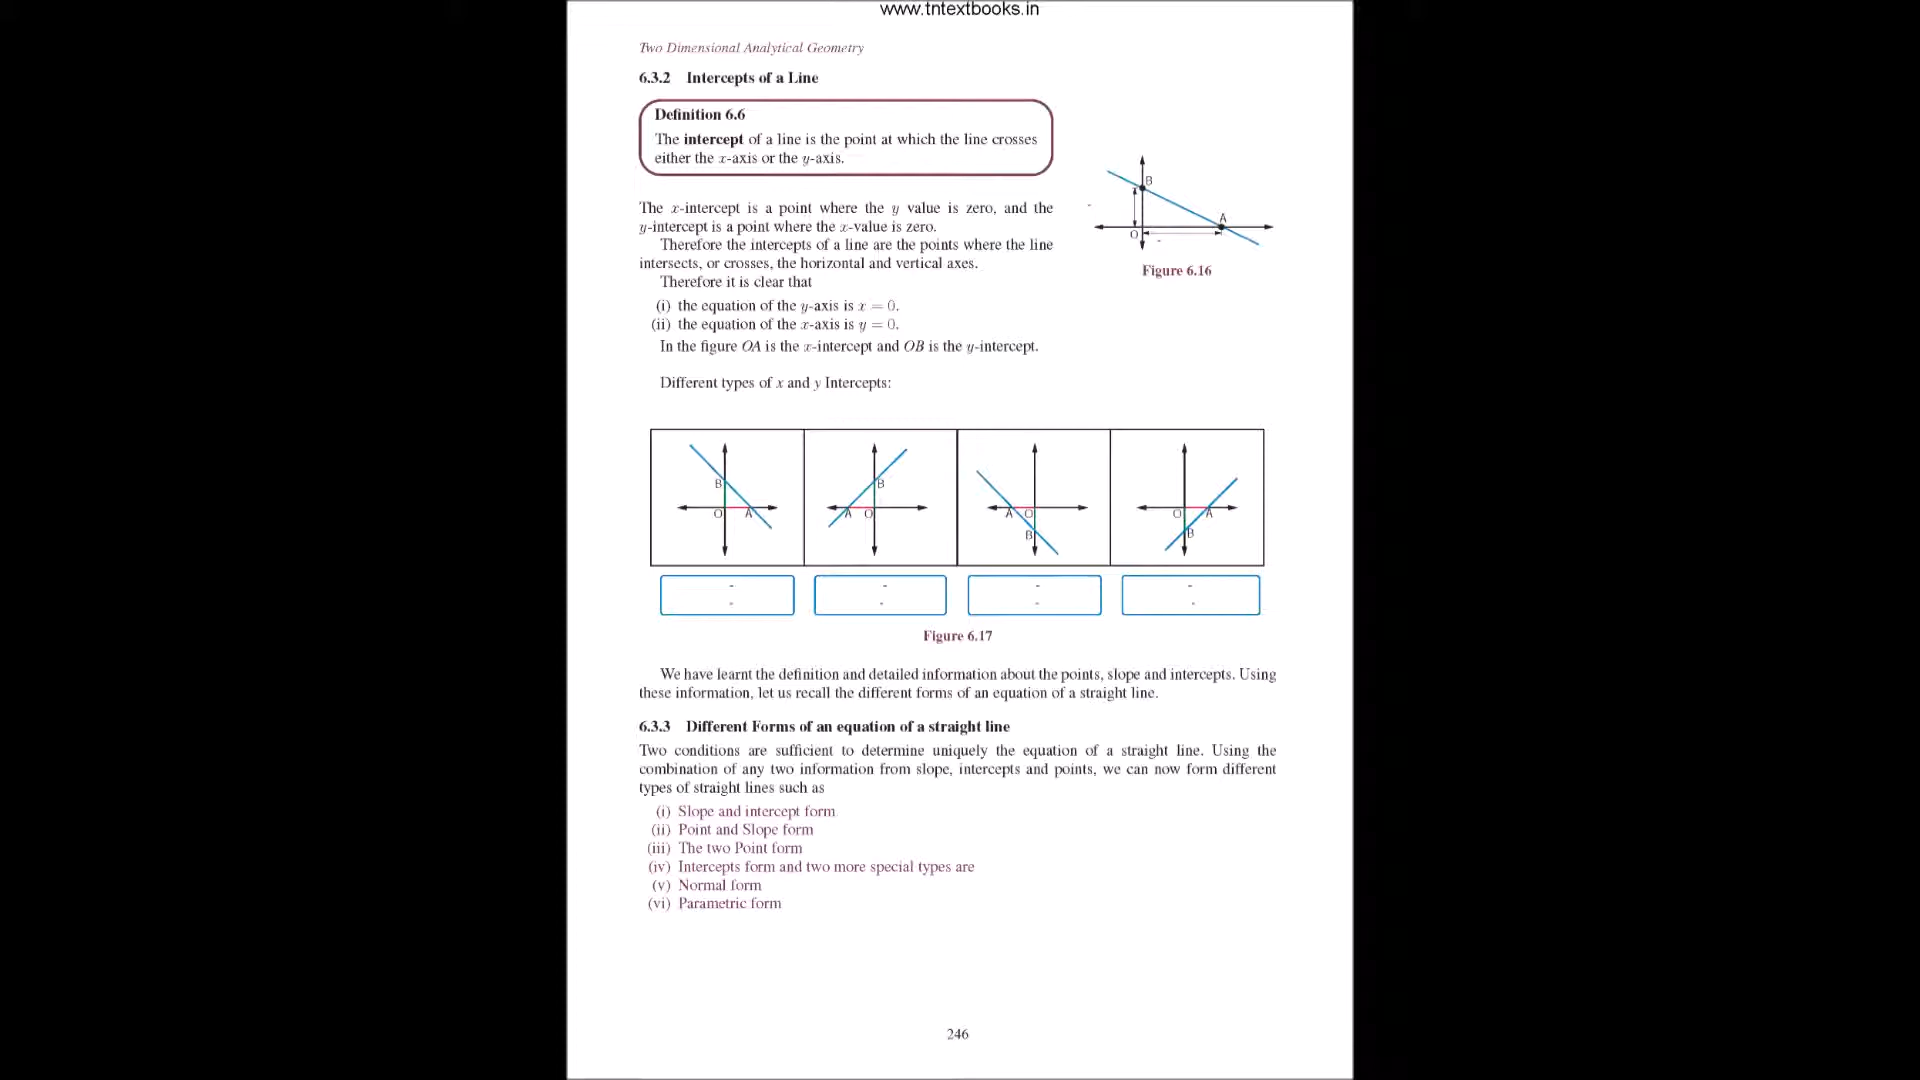 www.tntextbooks.in
Two Dimensional Analytical Geometry
6.3.2 Intercepts of a Line
Definition 6.6
The intercept of a line is the point at which the line crosses
either the x-axis or the y-axis.
The x-intercept is a point where the y value is zero, and the
y-intercept is a point where the x-value is zero.
Therefore the intercepts of a line are the points where the line
intersects, or crosses, the horizontal and vertical axes.
Therefore it is clear that
(i) the equation of the y-axis is x = 0.
(ii) the equation of the x-axis is y = 0.
In the figure OA is the x-intercept and OB is the y-intercept.
B
A
O
Figure 6.16
Different types of x and y Intercepts:
B
O A
B
A O
A O
B
O A
B
- - - -
- - - -
Figure 6.17
We have learnt the definition and detailed information about the points, slope and intercepts. Using
these information, let us recall the different forms of an equation of a straight line.
6.3.3 Different Forms of an equation of a straight line
Two conditions are sufficient to determine uniquely the equation of a straight line. Using the
combination of any two information from slope, intercepts and points, we can now form different
types of straight lines such as
(i) Slope and intercept form
(ii) Point and Slope form
(iii) The two Point form
(iv) Intercepts form and two more special types are
(v) Normal form
(vi) Parametric form
246